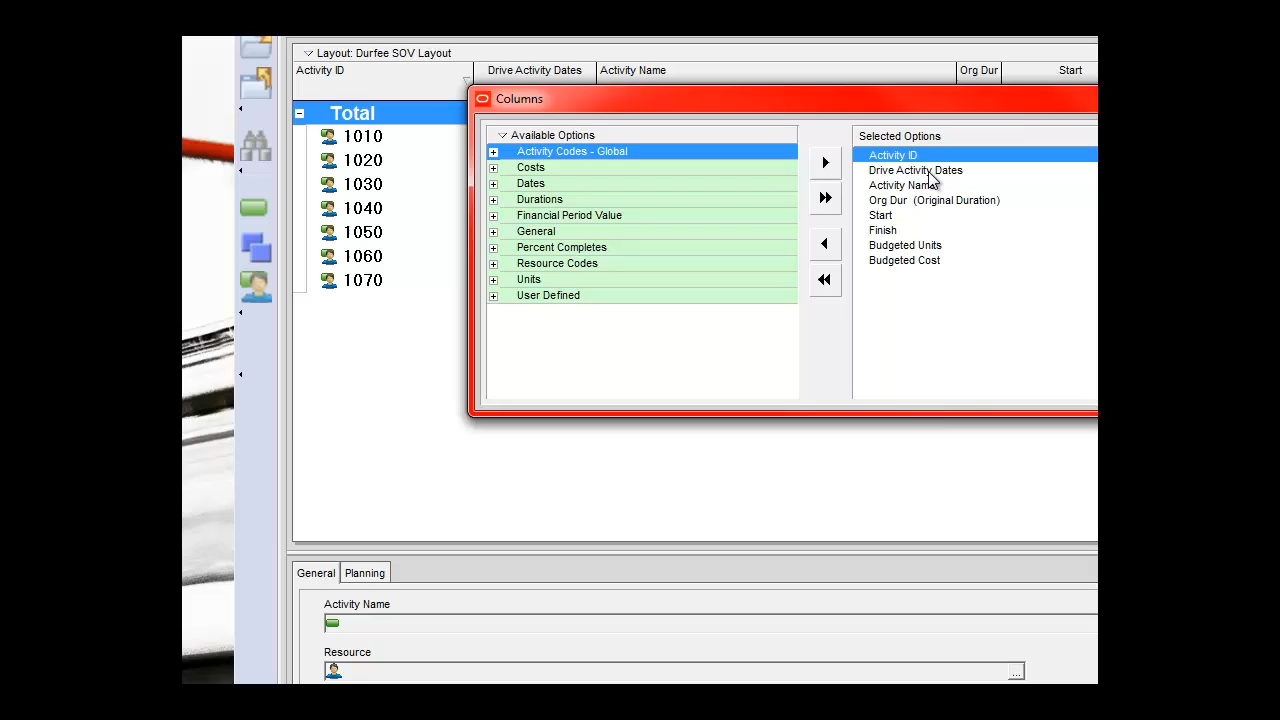 Layout: Durfee SOV Layout
Activity ID
Drive Activity Dates
Activity Name
Org Dur
Start
Columns
Total
1010
1020
1030
1040
1050
1060
1070
Available Options
Activity Codes - Global
Costs
Dates
Durations
Financial Period Value
General
Percent Completes
Resource Codes
Units
User Defined
Selected Options
Activity ID
Drive Activity Dates
Activity Name
Org Dur (Original Duration)
Start
Finish
Budgeted Units
Budgeted Cost
General
Planning
Activity Name
Resource
...